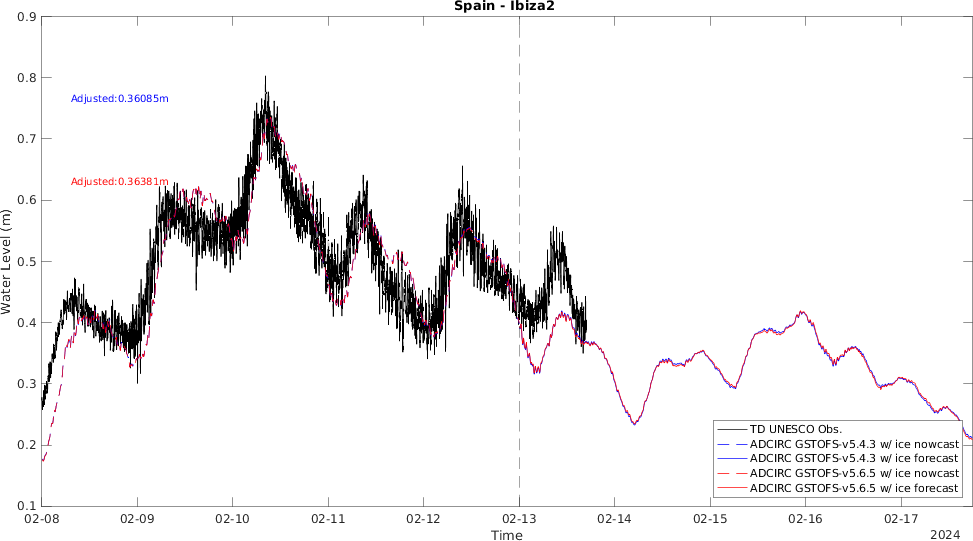 Spain - Ibiza2
0.9
0.8
0.7
0.6
0.5
0.4
0.3
0.2
0.1
Water Level (m)
Adjusted:0.36085m
Adjusted:0.36381m
TD UNESCO Obs.
ADCIRC GSTOFS-v5.4.3 w/ ice nowcast
ADCIRC GSTOFS-v5.4.3 w/ ice forecast
ADCIRC GSTOFS-v5.6.5 w/ ice nowcast
ADCIRC GSTOFS-v5.6.5 w/ ice forecast
02-08 02-09 02-10 02-11 02-12 02-13 02-14 02-15 02-16 02-17
Time
2024